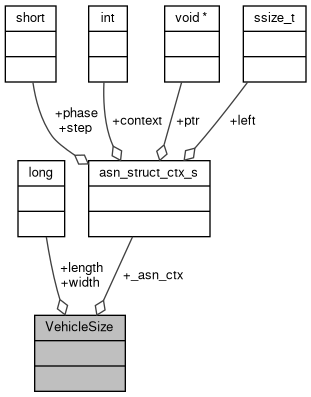 short
int
void *
ssize_t
+phase
+step
+context
+ptr
+left
long
asn_struct_ctx_s
+length
+width
+_asn_ctx
VehicleSize